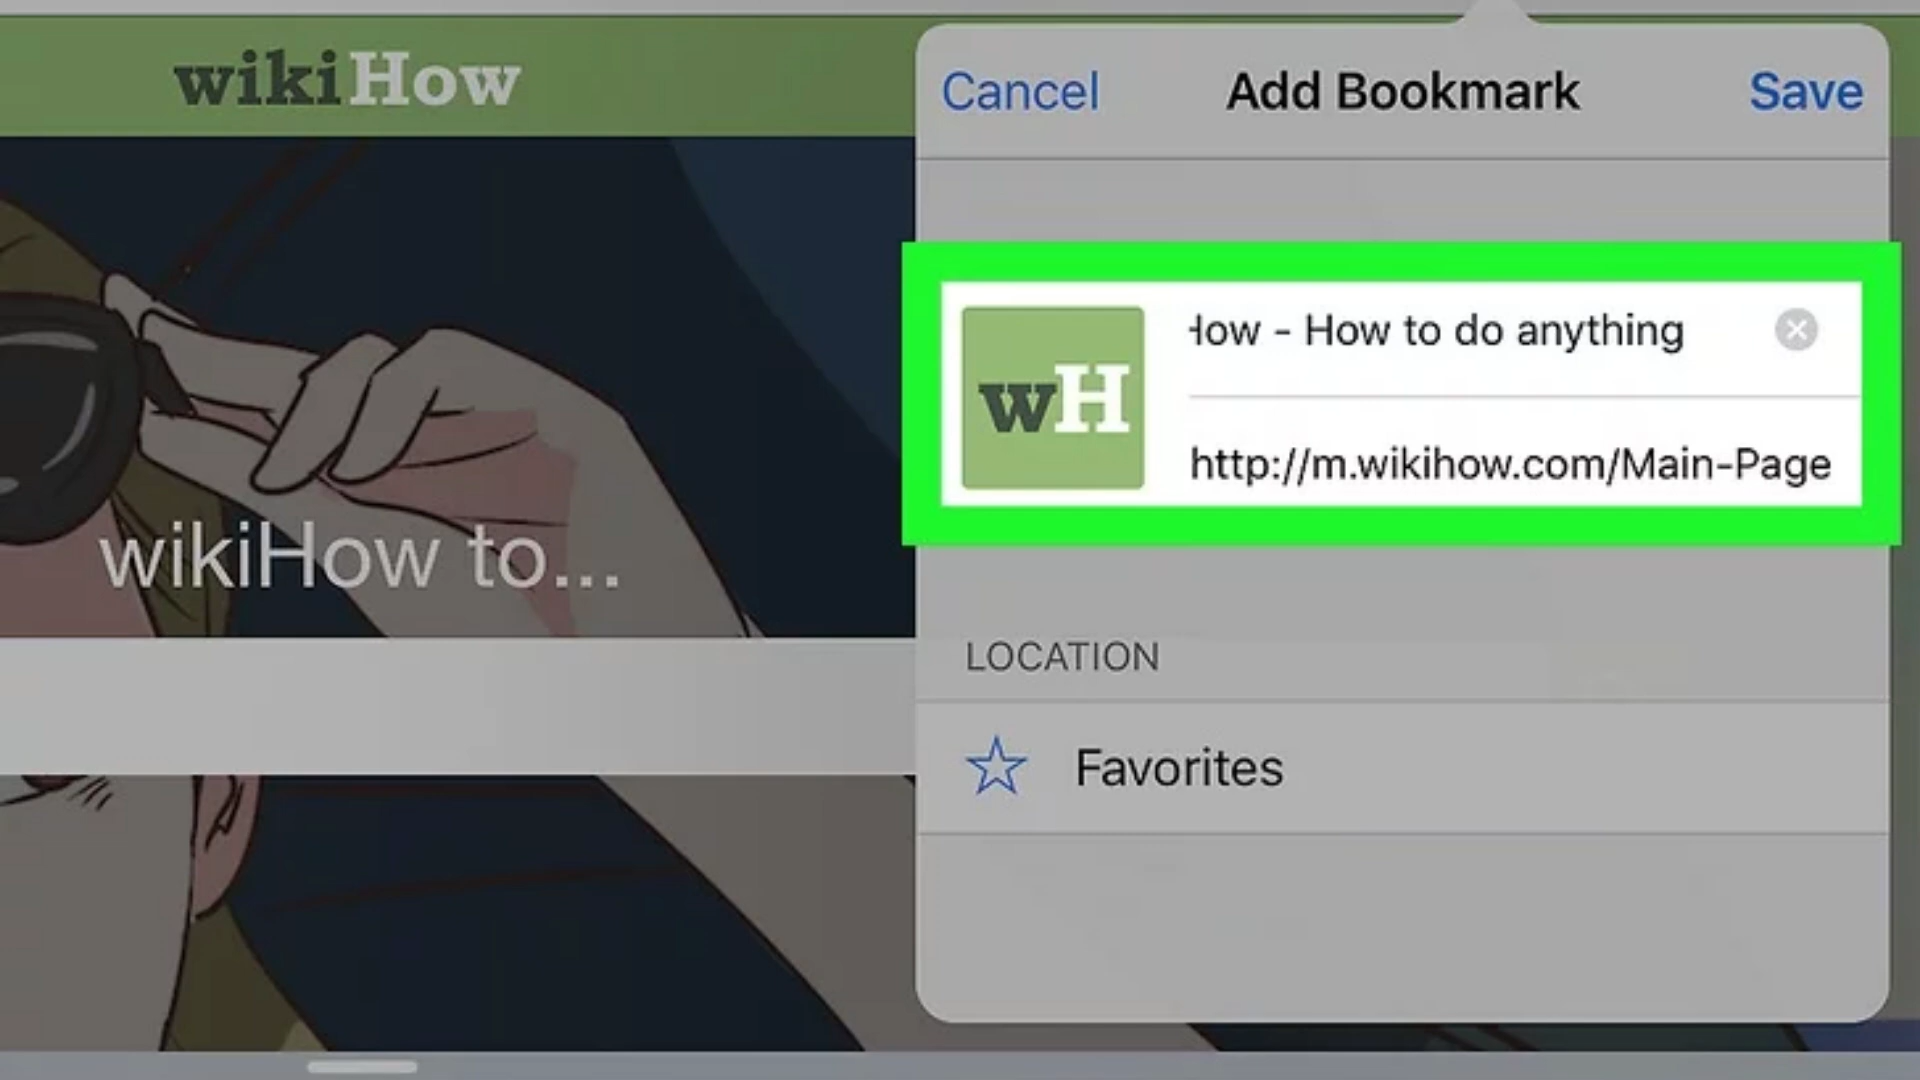 wikiHow
Cancel Add Bookmark Save
How - How to do anything
wH
http://m.wikihow.com/Main-Page
wikiHow to...
LOCATION
Favorites